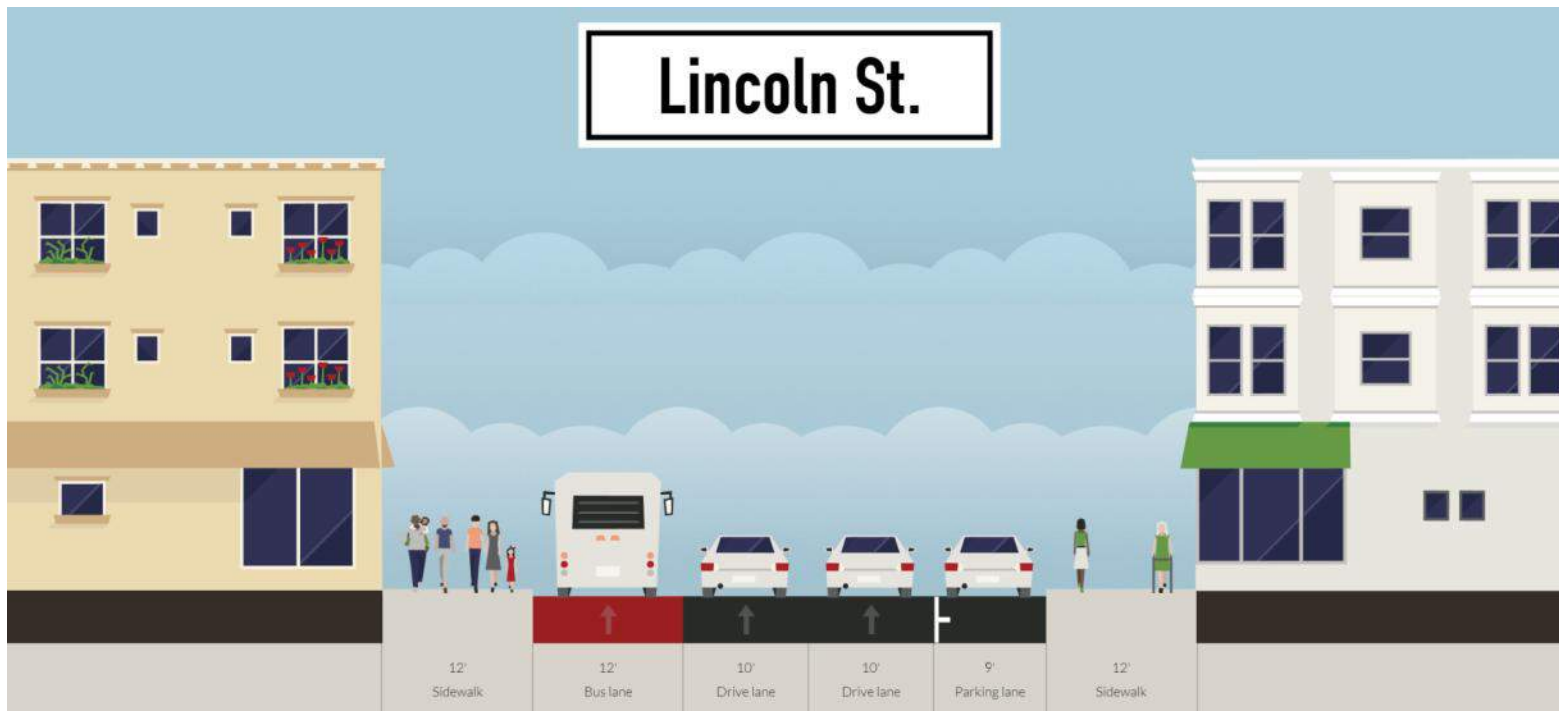 Lincoln St.
12' 12' 10' 10' 9' 12'
Sidewalk Bus lane Drive lane Drive lane Parking lane Sidewalk